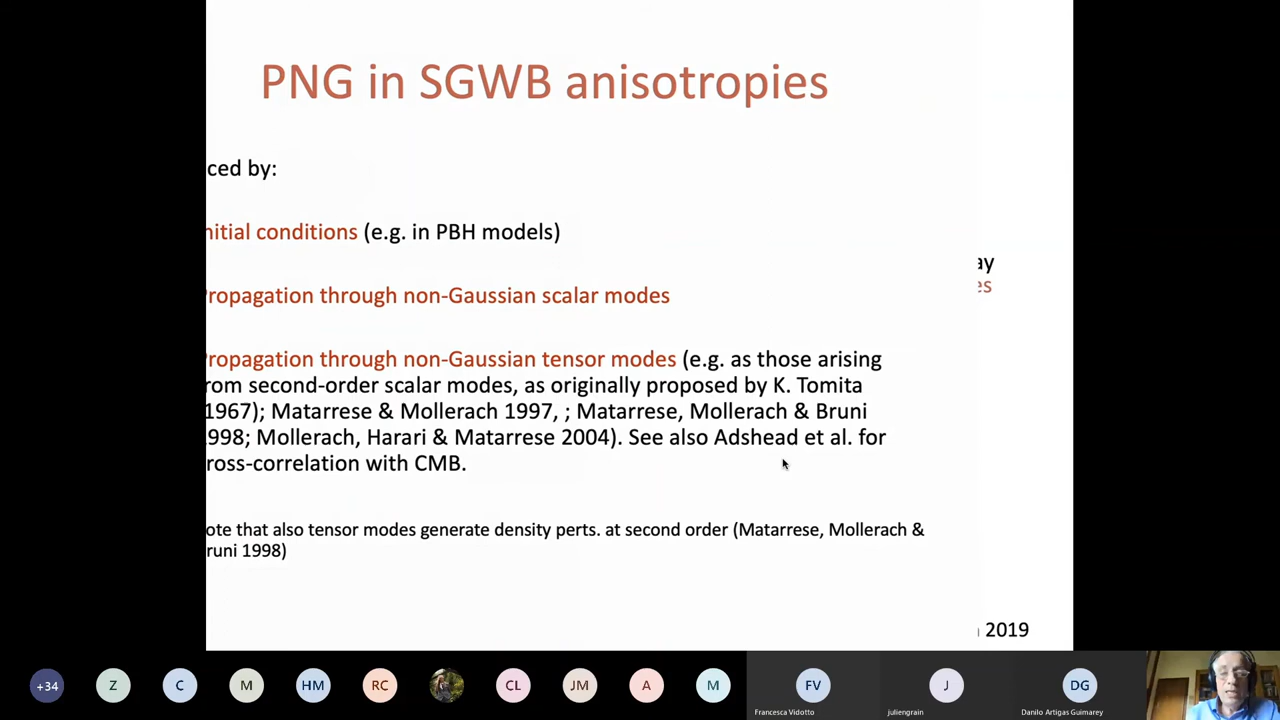 PNG in SGWB anisotropies
ced by:
nitial conditions (e.g. in PBH models)
ay
es
Propagation through non-Gaussian scalar modes
Propagation through non-Gaussian tensor modes (e.g. as those arising
rom second-order scalar modes, as originally proposed by K. Tomita
1967); Matarrese & Mollerach 1997, ; Matarrese, Mollerach & Bruni
1998; Mollerach, Harari & Matarrese 2004). See also Adshead et al. for
ross-correlation with CMB.
ote that also tensor modes generate density perts. at second order (Matarrese, Mollerach &
runi 1998)
2019
+34
Z
C
M
HM
RC
CL
JM
A
M
FV
J
DG
Francesca Vidotto
juliengrain
Danilo Artigas Guimarey